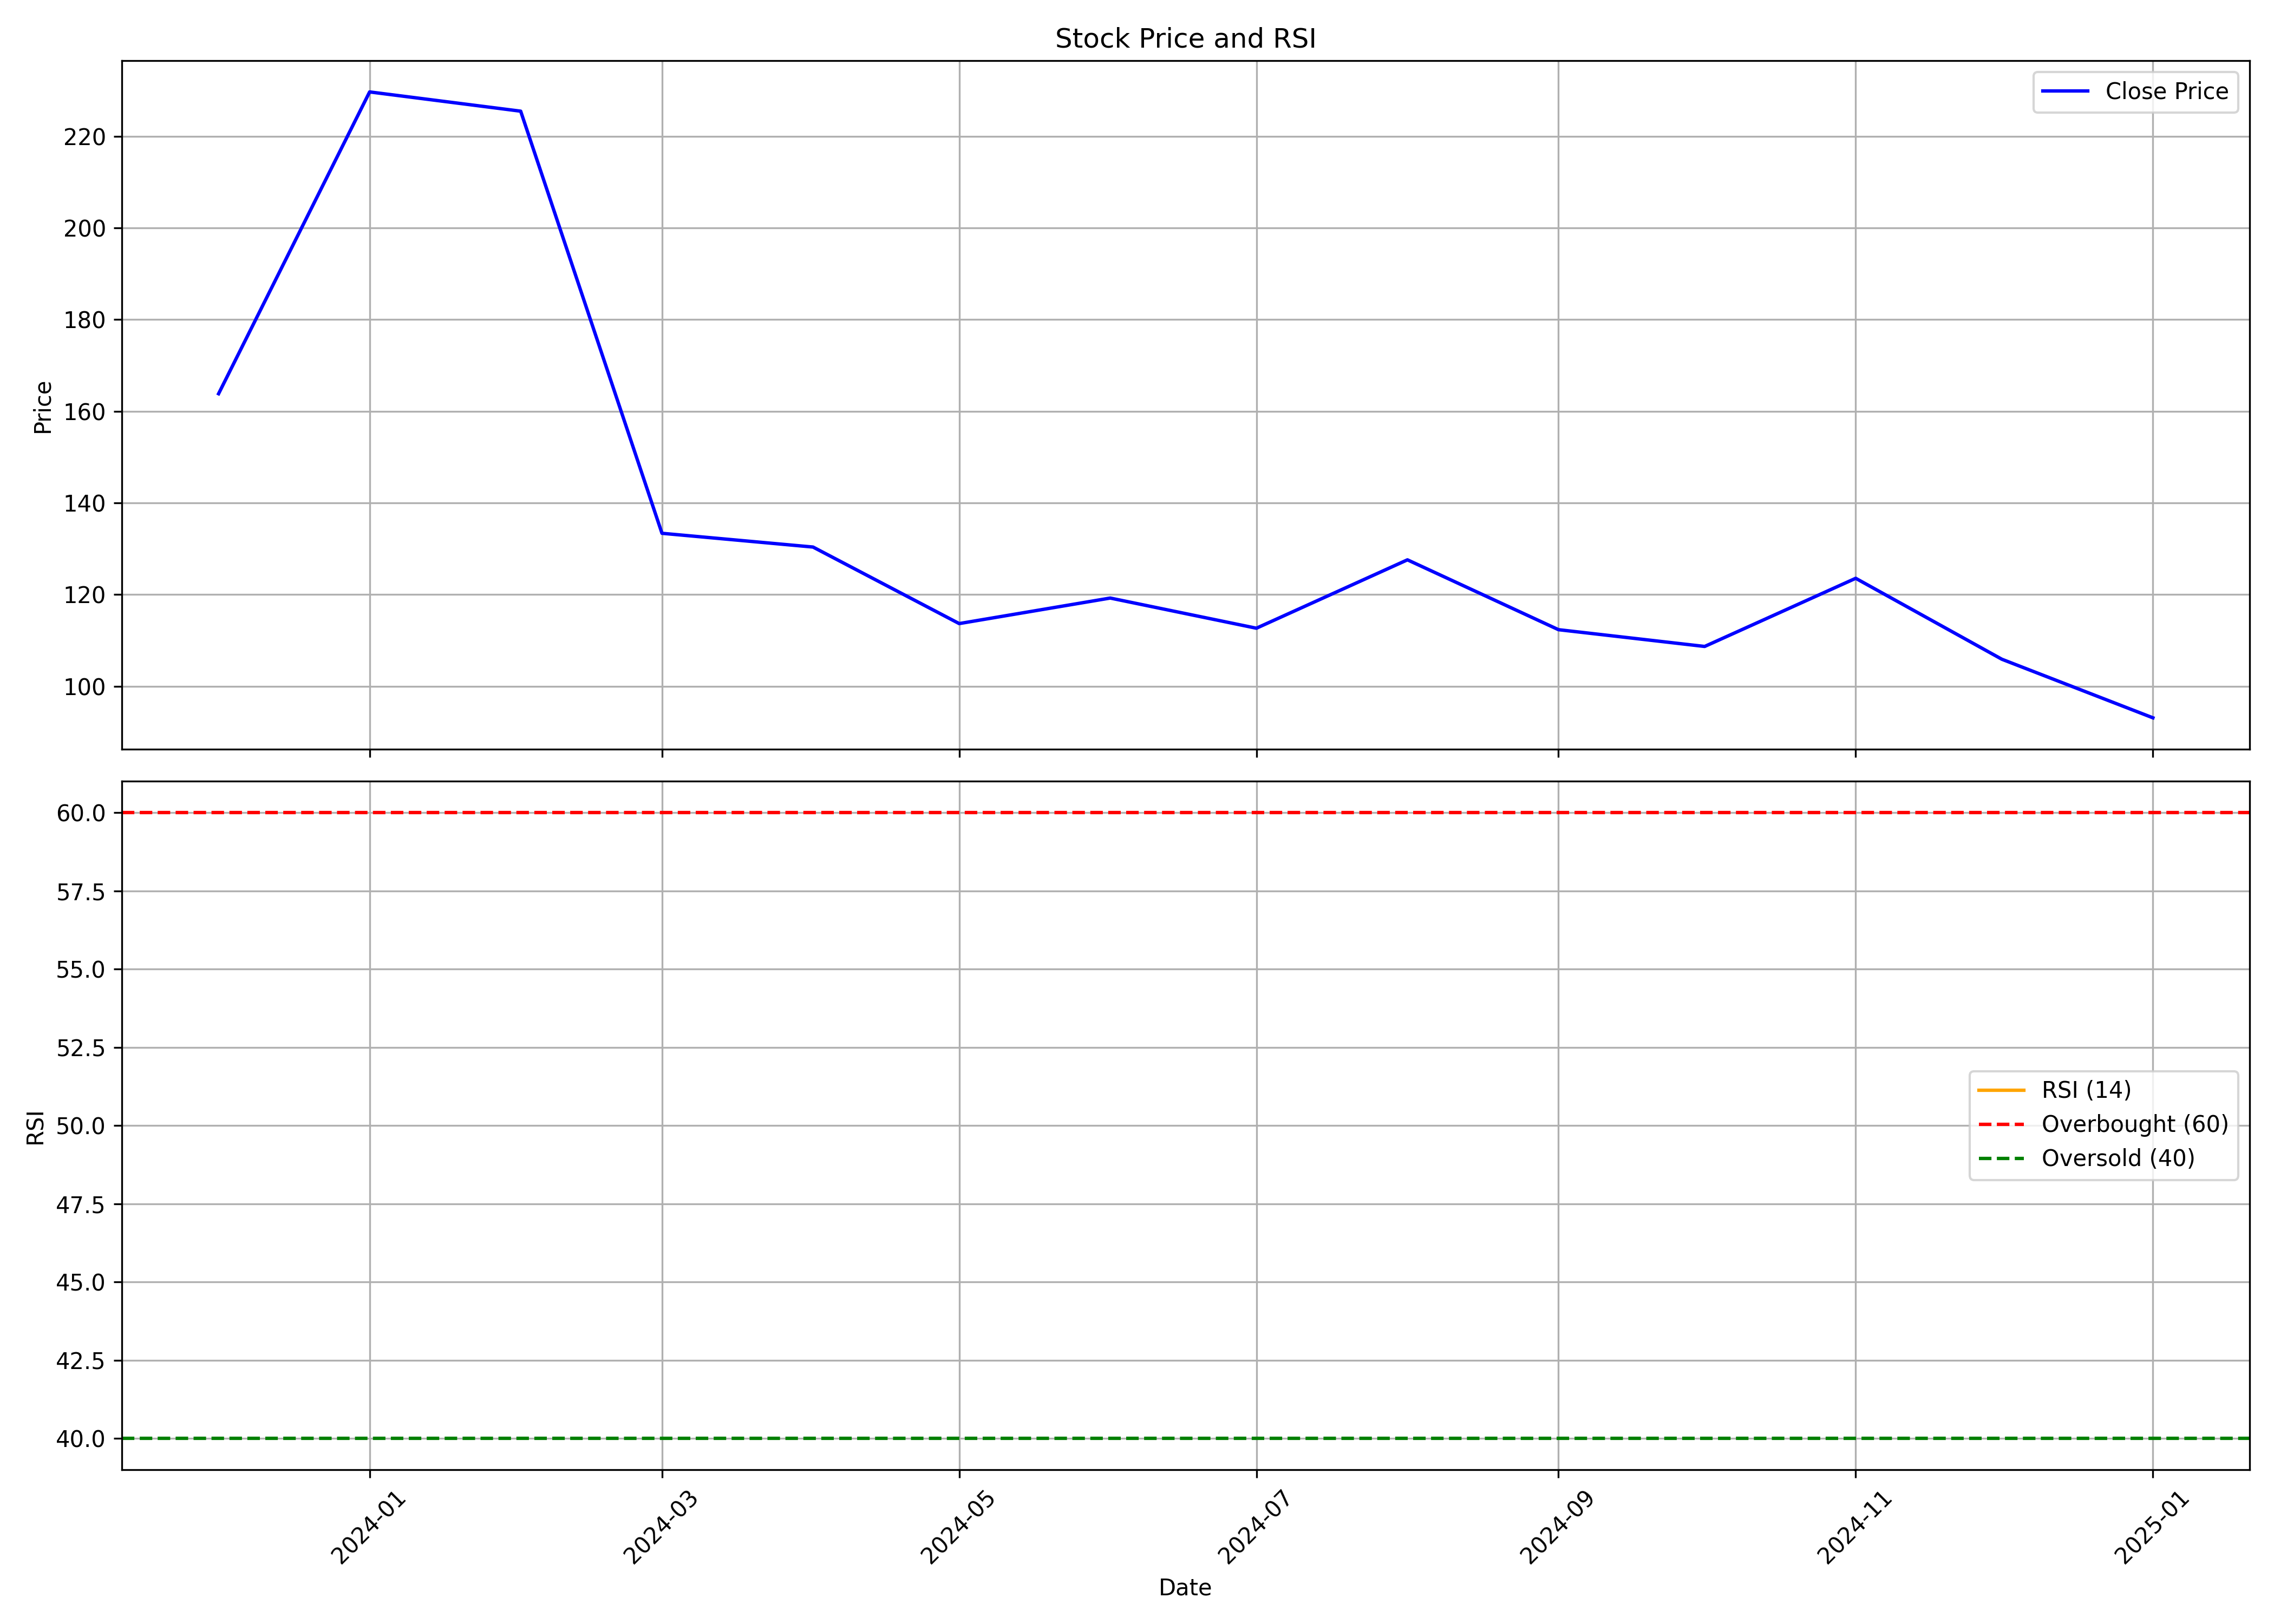 Stock Price and RSI
Close Price
Price
220
200
180
160
140
120
100
RSI
60.0
57.5
55.0
52.5
50.0
47.5
45.0
42.5
40.0
RSI (14)
Overbought (60)
Oversold (40)
2024-01
2024-03
2024-05
2024-07
2024-09
2024-11
2025-01
Date